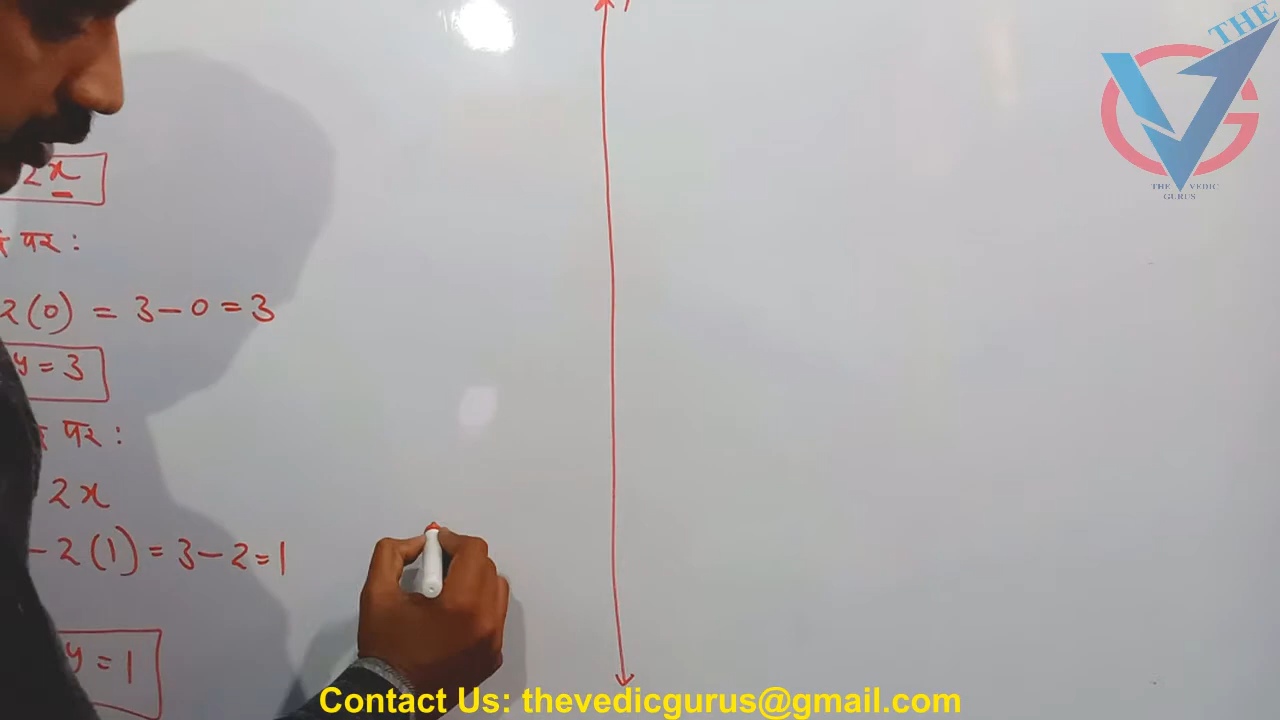 2x
पर :
2(0) = 3-0=3
y = 3
पर :
2x
-2(1) = 3-2=1
y = 1
THE
THE VEDIC
GURUS
Contact Us: thevedicgurus@gmail.com